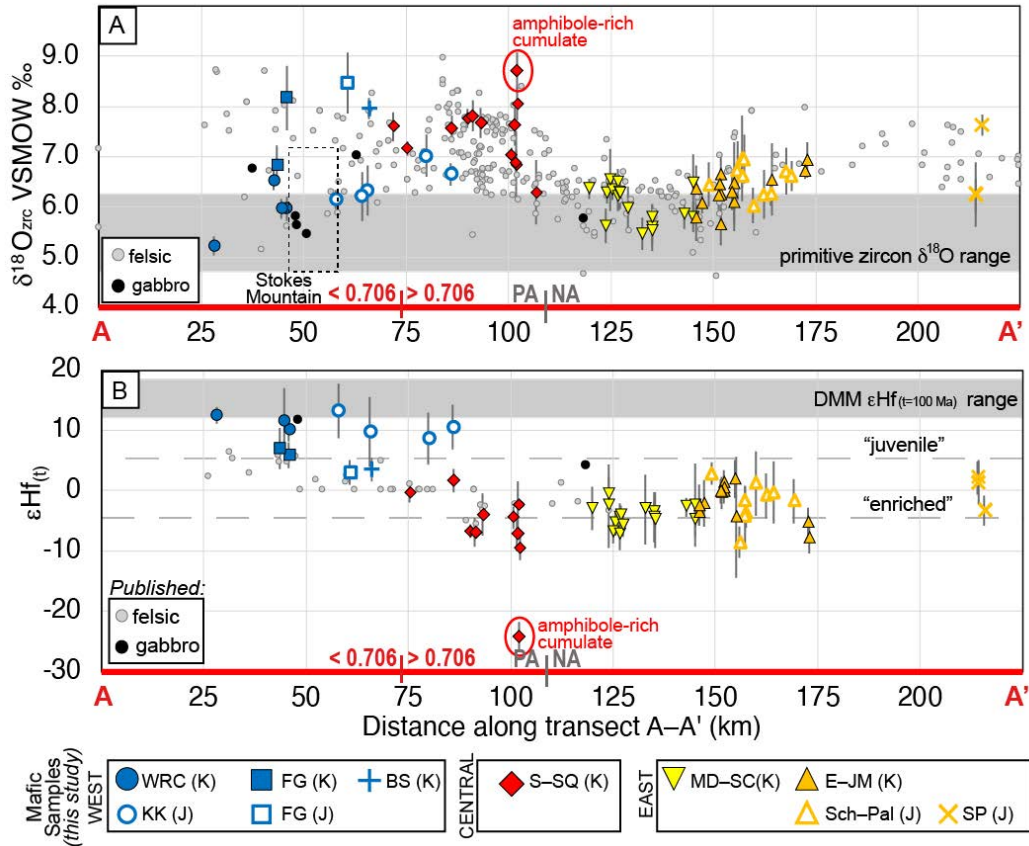 A
amphibole-rich
cumulate
9.0
8.0
7.0
6.0
5.0
4.0
δ18Ozrc VSMOW ‰
felsic
gabbro
Stokes
Mountain
primitive zircon δ18O range
< 0.706 > 0.706
PA NA
A 25 50 75 100 125 150 175 200 A'
B
20
10
0
-10
-20
-30
εHf(t)
DMM εHf(t=100 Ma) range
“juvenile”
“enriched”
Published:
felsic
gabbro
amphibole-rich
cumulate
< 0.706 > 0.706
PA NA
A 25 50 75 100 125 150 175 200 A'
Distance along transect A–A' (km)
Mafic
Samples
(this study)
WEST
WRC (K) FG (K) BS (K)
KK (J) FG (J)
CENTRAL
S–SQ (K)
EAST
MD–SC(K) E–JM (K)
Sch–Pal (J) SP (J)